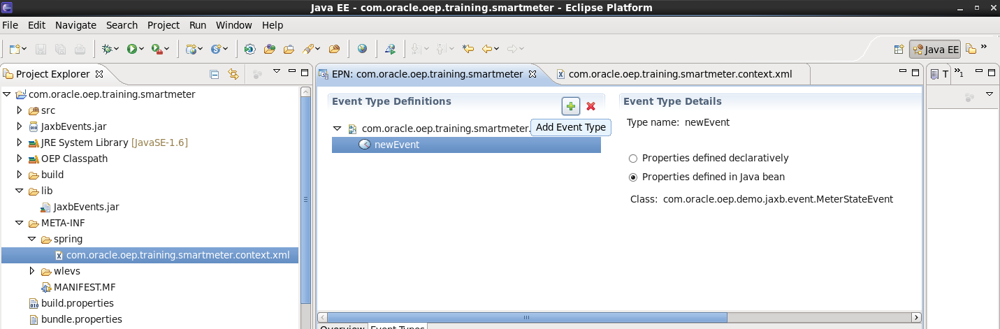 Java EE - com.oracle.oep.training.smartmeter - Eclipse Platform
File Edit Navigate Search Project Run Window Help
Java EE »
Project Explorer
EPN: com.oracle.oep.training.smartmeter
com.oracle.oep.training.smartmeter.context.xml
T »1
com.oracle.oep.training.smartmeter
src
JaxbEvents.jar
JRE System Library [JavaSE-1.6]
OEP Classpath
build
lib
JaxbEvents.jar
META-INF
spring
com.oracle.oep.training.smartmeter.context.xml
wlevs
MANIFEST.MF
build.properties
bundle.properties
Event Type Definitions
com.oracle.oep.training.smartmeter.
Add Event Type
newEvent
Event Type Details
Type name: newEvent
Properties defined declaratively
Properties defined in Java bean
Class: com.oracle.oep.demo.jaxb.event.MeterStateEvent
Overview Event Types